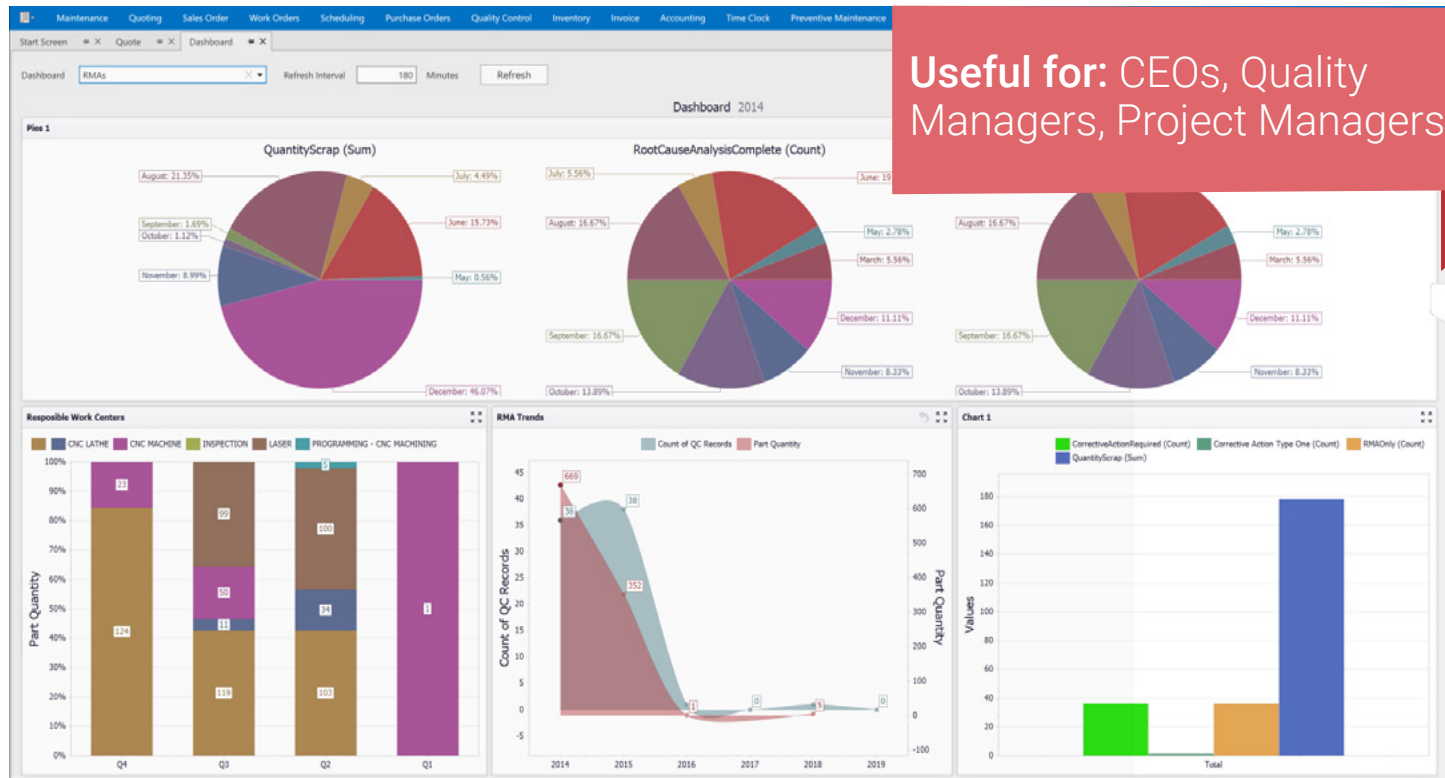 Maintenance Quoting Sales Order Work Orders Scheduling Purchase Orders Quality Control Inventory Invoice Accounting Time Clock Preventive Maintenance
Start Screen Quote Dashboard
Useful for: CEOs, Quality
Managers, Project Managers
Dashboard RMAs Refresh Interval 180 Minutes Refresh
Dashboard 2014
Pies 1
QuantityScrap (Sum)
August: 21.35%
July: 4.49%
September: 1.69%
October: 1.12%
June: 15.73%
November: 8.99%
May: 0.56%
December: 46.07%
RootCauseAnalysisComplete (Count)
July: 5.56%
June: 19.
August: 16.67%
May: 2.78%
March: 5.56%
December: 11.11%
September: 16.67%
November: 8.33%
October: 13.89%
August: 16.67%
May: 2.78%
March: 5.56%
December: 11.11%
September: 16.67%
November: 8.33%
October: 13.89%
Resposible Work Centers
CNC LATHE CNC MACHINE INSPECTION LASER PROGRAMMING - CNC MACHINING
Part Quantity
100%
90%
80%
70%
60%
50%
40%
30%
20%
10%
0%
23
124
99
50
11
119
5
100
34
103
1
Q4 Q3 Q2 Q1
RMA Trends
Count of QC Records Part Quantity
Count of QC Records
45
40
35
30
25
20
15
10
5
0
-5
669
36
38
352
1
0
5
0
700
600
500
400
300
200
100
0
-100
Part Quantity
2014 2015 2016 2017 2018 2019
Chart 1
CorrectiveActionRequired (Count) Corrective Action Type One (Count) RMAOnly (Count)
QuantityScrap (Sum)
Values
180
160
140
120
100
80
60
40
20
0
Total